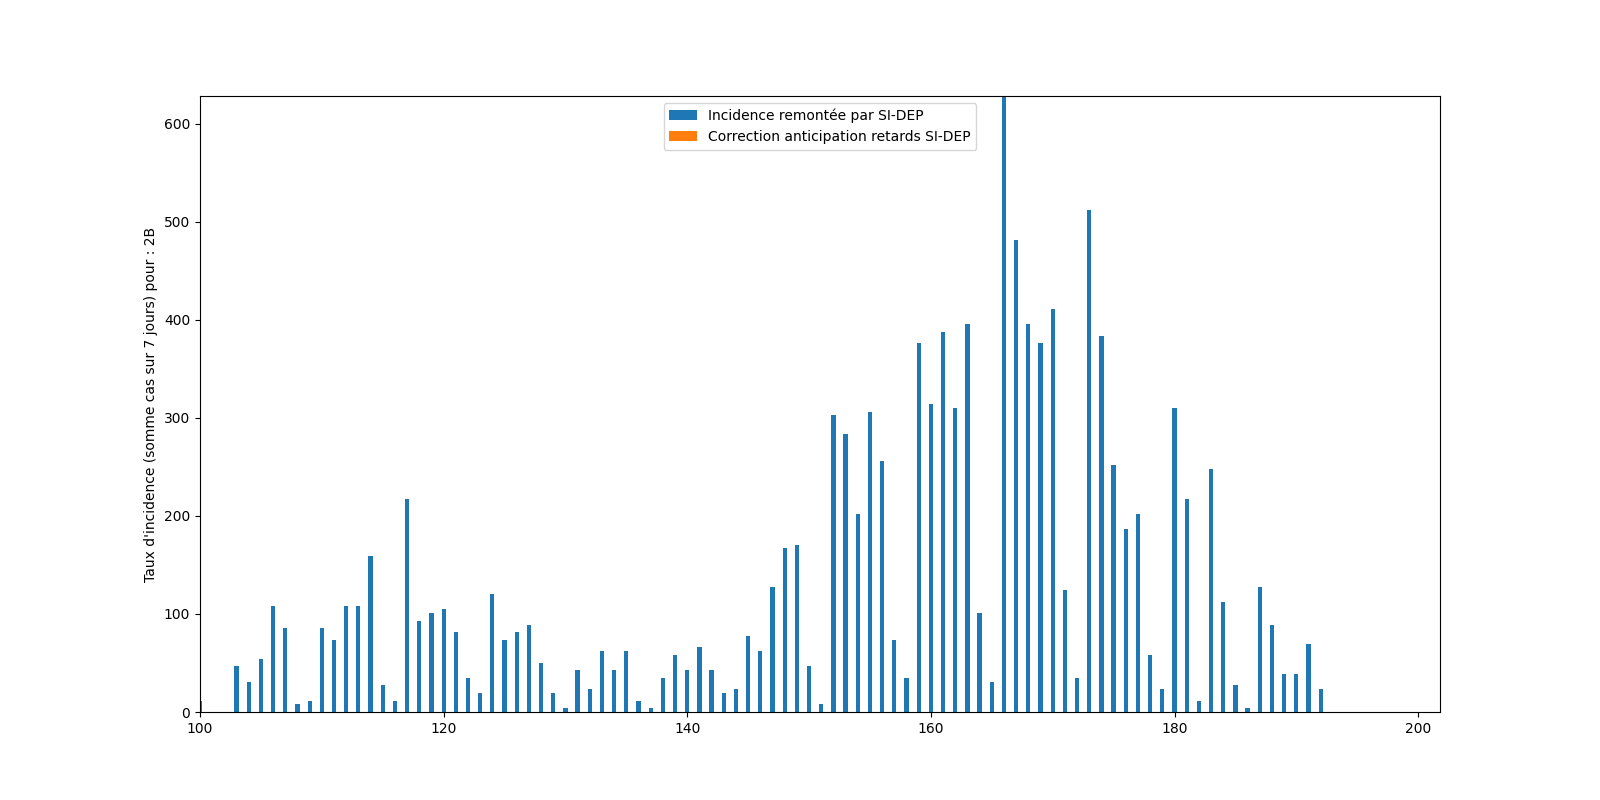 Incidence remontée par SI-DEP
Correction anticipation retards SI-DEP
Taux d'incidence (somme cas sur 7 jours) pour : 2B
600
500
400
300
200
100
0
100 120 140 160 180 200